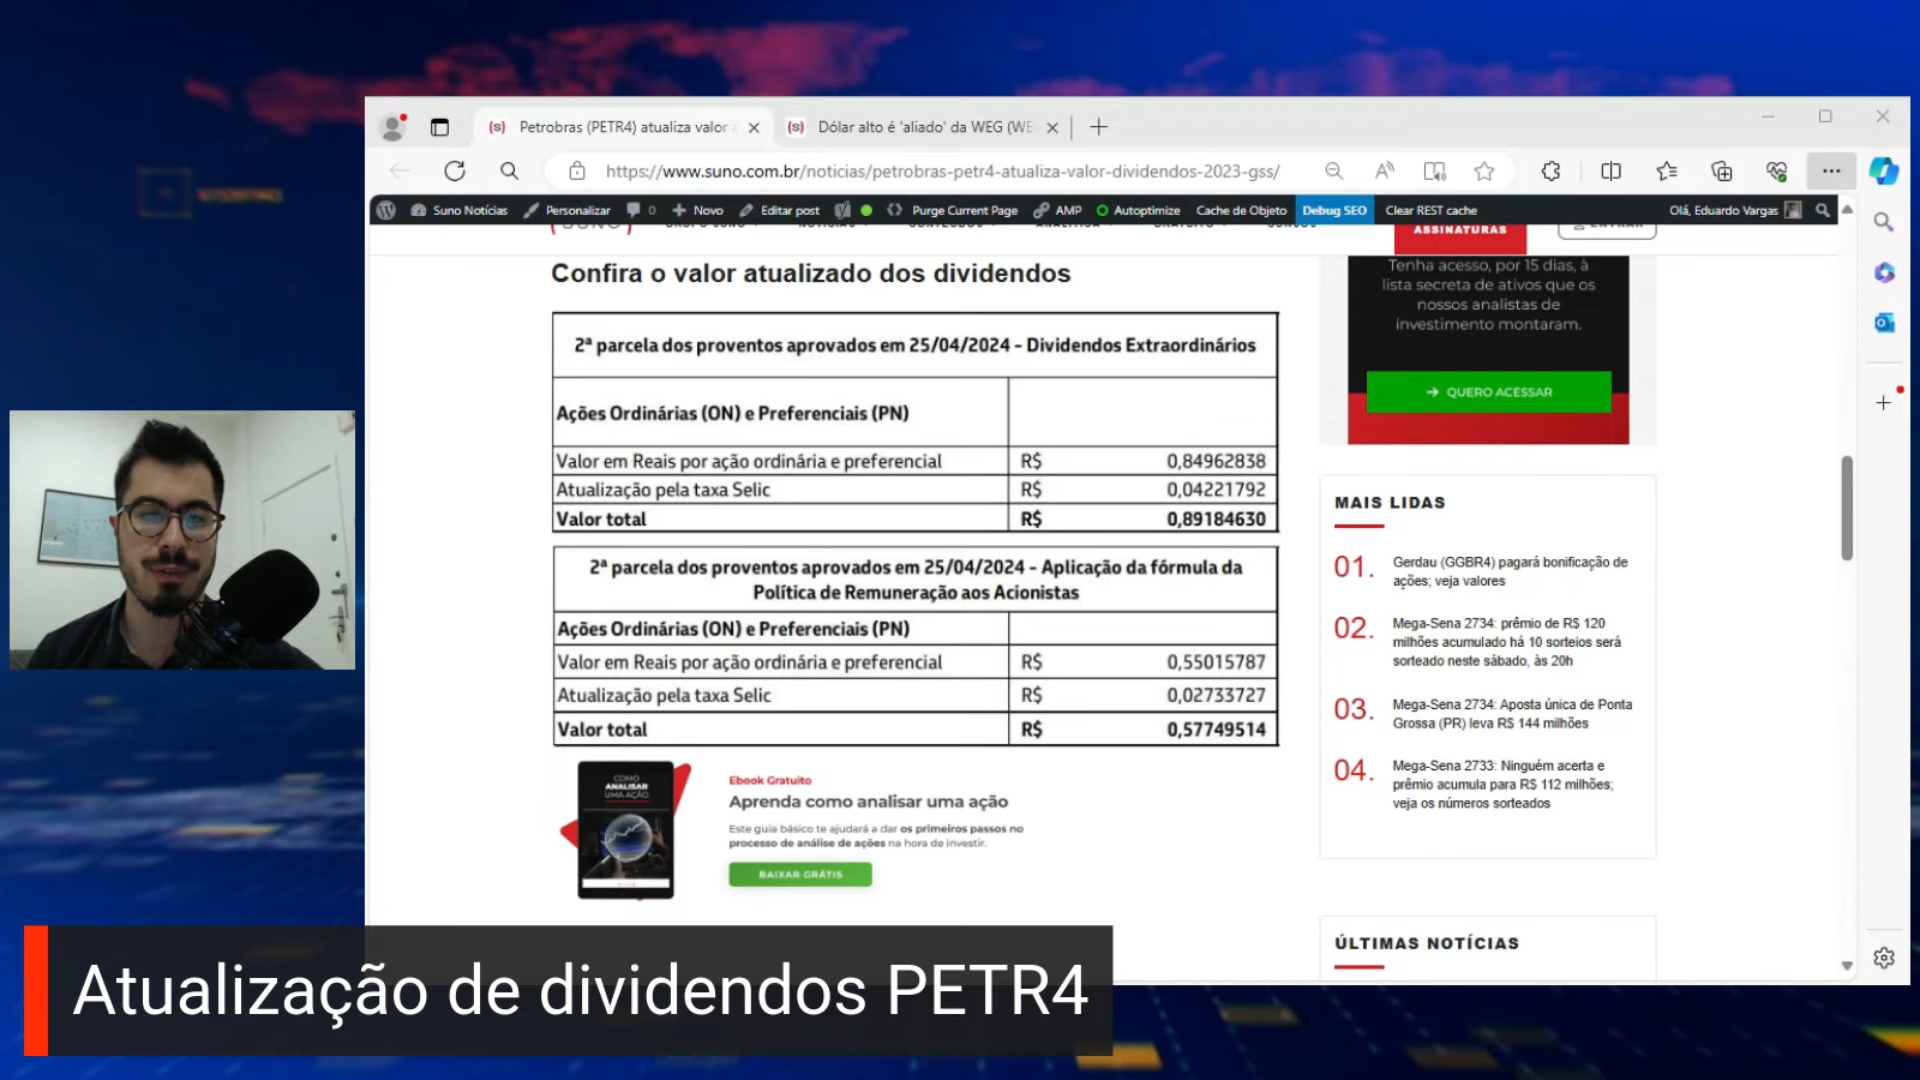 Petrobras (PETR4) atualiza valor
Dólar alto é 'aliado' da WEG (WE
https://www.suno.com.br/noticias/petrobras-petr4-atualiza-valor-dividendos-2023-gss/
Suno Notícias Personalizar 0 Novo Editar post Purge Current Page AMP Autoptimize Cache de Objeto Debug SEO Clear REST cache Olá, Eduardo Vargas
ASSINATURAS
ENTRAR
Confira o valor atualizado dos dividendos
2ª parcela dos proventos aprovados em 25/04/2024 - Dividendos Extraordinários
Ações Ordinárias (ON) e Preferenciais (PN)
Valor em Reais por ação ordinária e preferencial R$ 0,84962838
Atualização pela taxa Selic R$ 0,04221792
Valor total R$ 0,89184630
2ª parcela dos proventos aprovados em 25/04/2024 - Aplicação da fórmula da
Política de Remuneração aos Acionistas
Ações Ordinárias (ON) e Preferenciais (PN)
Valor em Reais por ação ordinária e preferencial R$ 0,55015787
Atualização pela taxa Selic R$ 0,02733727
Valor total R$ 0,57749514
COMO
ANALISAR
UMA AÇÃO
Ebook Gratuito
Aprenda como analisar uma ação
Este guia básico te ajudará a dar os primeiros passos no
processo de análise de ações na hora de investir.
BAIXAR GRÁTIS
Tenha acesso, por 15 dias, à
lista secreta de ativos que os
nossos analistas de
investimento montaram.
QUERO ACESSAR
MAIS LIDAS
01. Gerdau (GGBR4) pagará bonificação de
ações; veja valores
02. Mega-Sena 2734: prêmio de R$ 120
milhões acumulado há 10 sorteios será
sorteado neste sábado, às 20h
03. Mega-Sena 2734: Aposta única de Ponta
Grossa (PR) leva R$ 144 milhões
04. Mega-Sena 2733: Ninguém acerta e
prêmio acumula para R$ 112 milhões;
veja os números sorteados
ÚLTIMAS NOTÍCIAS
Atualização de dividendos PETR4